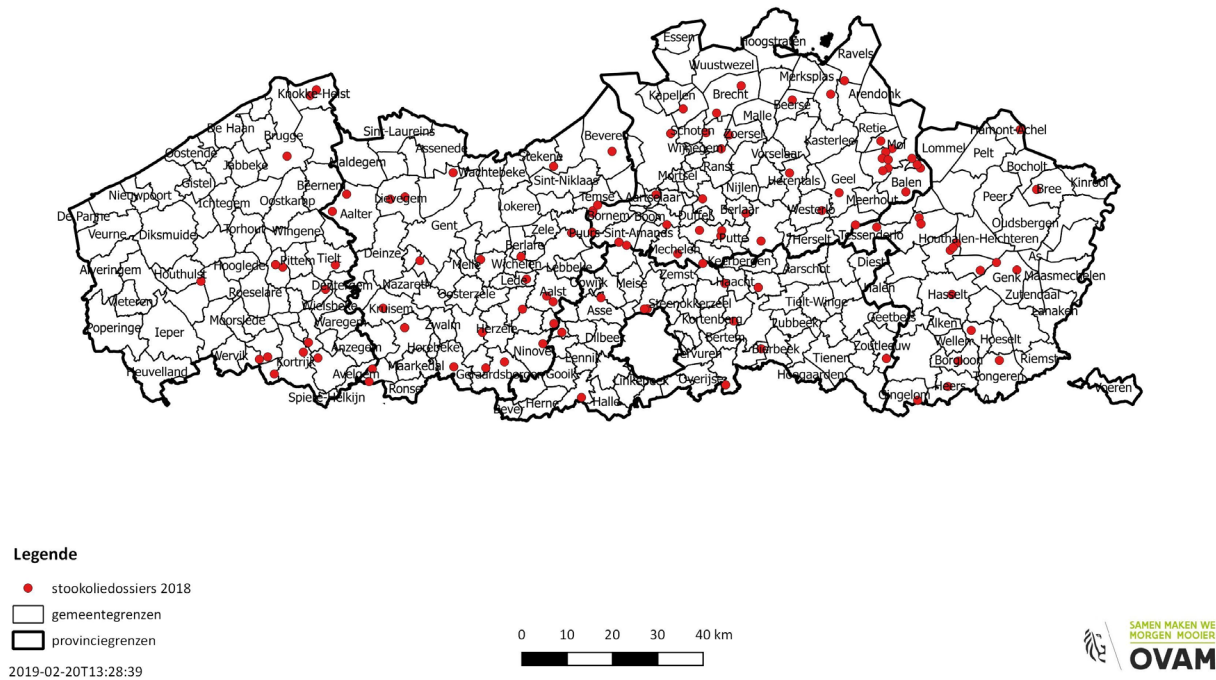 Essen
Hoogstraten
Ravels
Wuustwezel
Merksplas
Knokke-Heist
Kapellen
Brecht
Beerse
Arendonk
Malle
De Haan
Brugge
Sint-Laureins
Assenede
Beveren
Schoten
Zoersel
Wijnegem
Kasterlee
Retie
Mol
Hamont-Achel
Lommel
Pelt
Oostende
Jabbeke
Maldegem
Stekene
Wachtebeke
Sint-Niklaas
Ranst
Vorselaar
Bocholt
Gistel
Beernem
Mortsel
Herentals
Balen
Bree
Kinrooi
Nieuwpoort
Ichtegem
Oostkamp
Lievegem
Temse
Aartselaar
Nijlen
Geel
Meerhout
Peer
De Panne
Aalter
Lokeren
Bornem
Boom
Duffel
Berlaar
Westerlo
Oudsbergen
Veurne
Diksmuide
Torhout
Wingene
Gent
Zele
Puurs-Sint-Amands
Putte
Herselt
Tessenderlo
Houthalen-Helchteren
Alveringem
Houthulst
Hooglede
Pittem
Tielt
Deinze
Melle
Berlare
Wichelen
Lebbeke
Mechelen
Keerbergen
Aarschot
Diest
As
Genk
Maasmechelen
Vleteren
Roeselare
Dentergem
Nazareth
Lede
Opwijk
Meise
Zemst
Haacht
Halen
Hasselt
Zutendaal
Wielsbeke
Oosterzele
Aalst
Asse
Steenokkerzeel
Tielt-Winge
Lanaken
Poperinge
Ieper
Moorslede
Waregem
Kruisem
Zwalm
Herzele
Dilbeek
Kortenberg
Lubbeek
Geetbets
Alken
Wervik
Kortrijk
Anzegem
Horebeke
Ninove
Lennik
Bertem
Zoutleeuw
Wellen
Hoeselt
Heuvelland
Avelgem
Maarkedal
Geraardsbergen
Gooik
Tervuren
Bierbeek
Tienen
Borgloon
Riemst
Spiere-Helkijn
Ronse
Bever
Herne
Halle
Linkebeek
Overijse
Hoegaarden
Gingelom
Heers
Tongeren
Voeren
Legende
stookoliedossiers 2018
gemeentegrenzen
provinciegrenzen
2019-02-20T13:28:39
0 10 20 30 40 km
SAMEN MAKEN WE
MORGEN MOOIER
OVAM